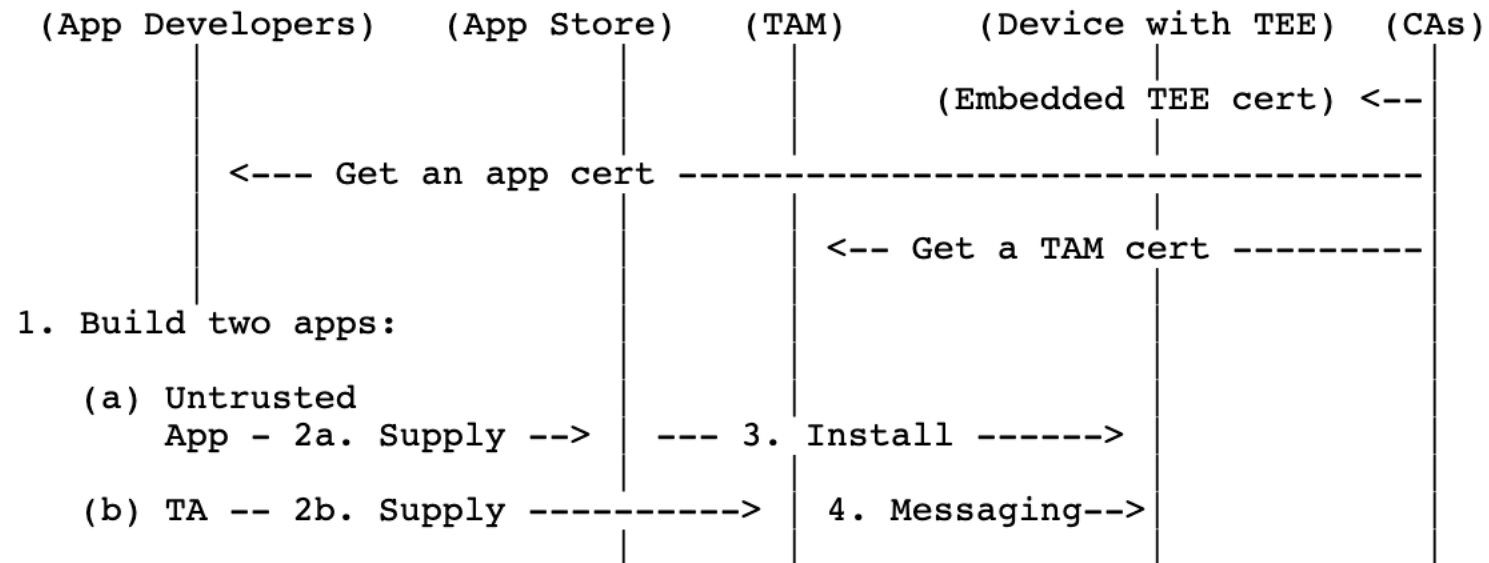 (App Developers) (App Store) (TAM) (Device with TEE) (CAs)
(Embedded TEE cert) <--
<--- Get an app cert -----------------------------------
<-- Get a TAM cert ---------
1. Build two apps:
(a) Untrusted
App - 2a. Supply --> --- 3. Install ------>
(b) TA -- 2b. Supply ----------> 4. Messaging-->